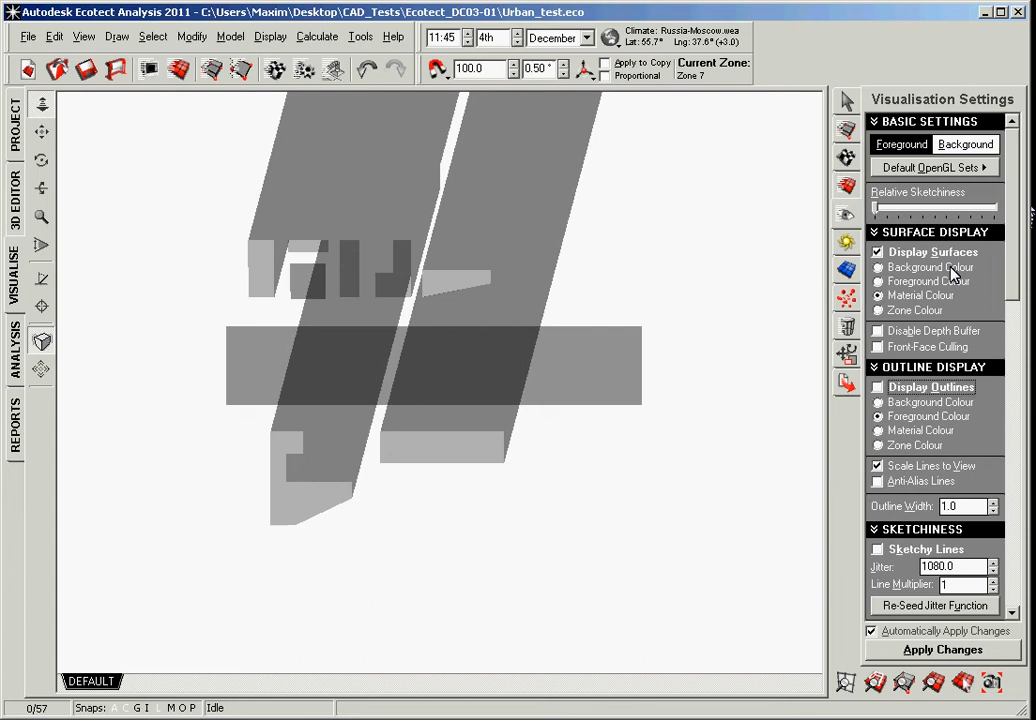 Autodesk Ecotect Analysis 2011 - C:\Users\Maxim\Desktop\CAD_Tests\Ecotect_DC03-01\Urban_test.eco
File Edit View Draw Select Modify Model Display Calculate Tools Help
11:45 4th December
Climate: Russia-Moscow.wea
Lat: 55.7° Lng: 37.6° (+3.0)
100.0 0.50 °
Apply to Copy
Proportional
Current Zone:
Zone 7
PROJECT
3D EDITOR
VISUALISE
ANALYSIS
REPORTS
Visualisation Settings
BASIC SETTINGS
Foreground Background
Default OpenGL Sets
Relative Sketchiness
SURFACE DISPLAY
Display Surfaces
Background Colour
Foreground Colour
Material Colour
Zone Colour
Disable Depth Buffer
Front-Face Culling
OUTLINE DISPLAY
Display Outlines
Background Colour
Foreground Colour
Material Colour
Zone Colour
Scale Lines to View
Anti-Alias Lines
Outline Width: 1.0
SKETCHINESS
Sketchy Lines
Jitter: 1080.0
Line Multiplier: 1
Re-Seed Jitter Function
Automatically Apply Changes
Apply Changes
DEFAULT
0/57 Snaps: A C G I L M O P Idle